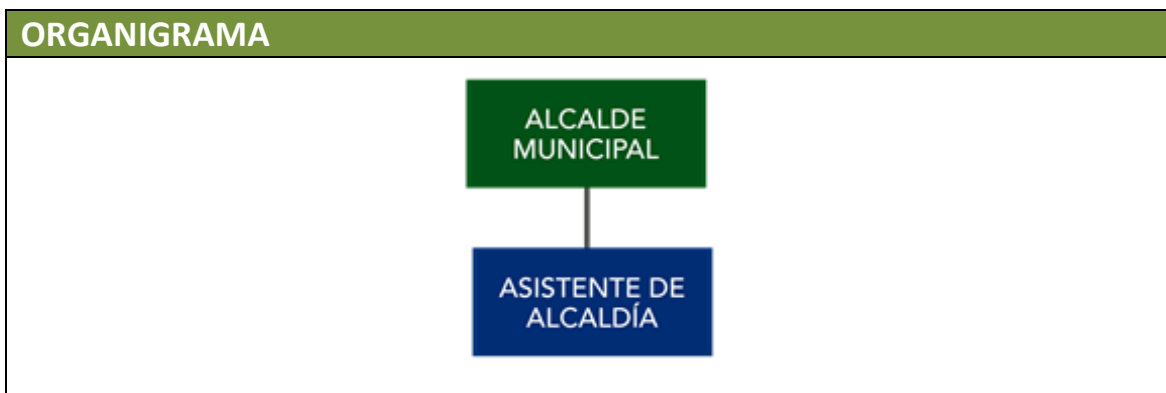 ORGANIGRAMA
ALCALDE
MUNICIPAL
ASISTENTE DE
ALCALDÍA